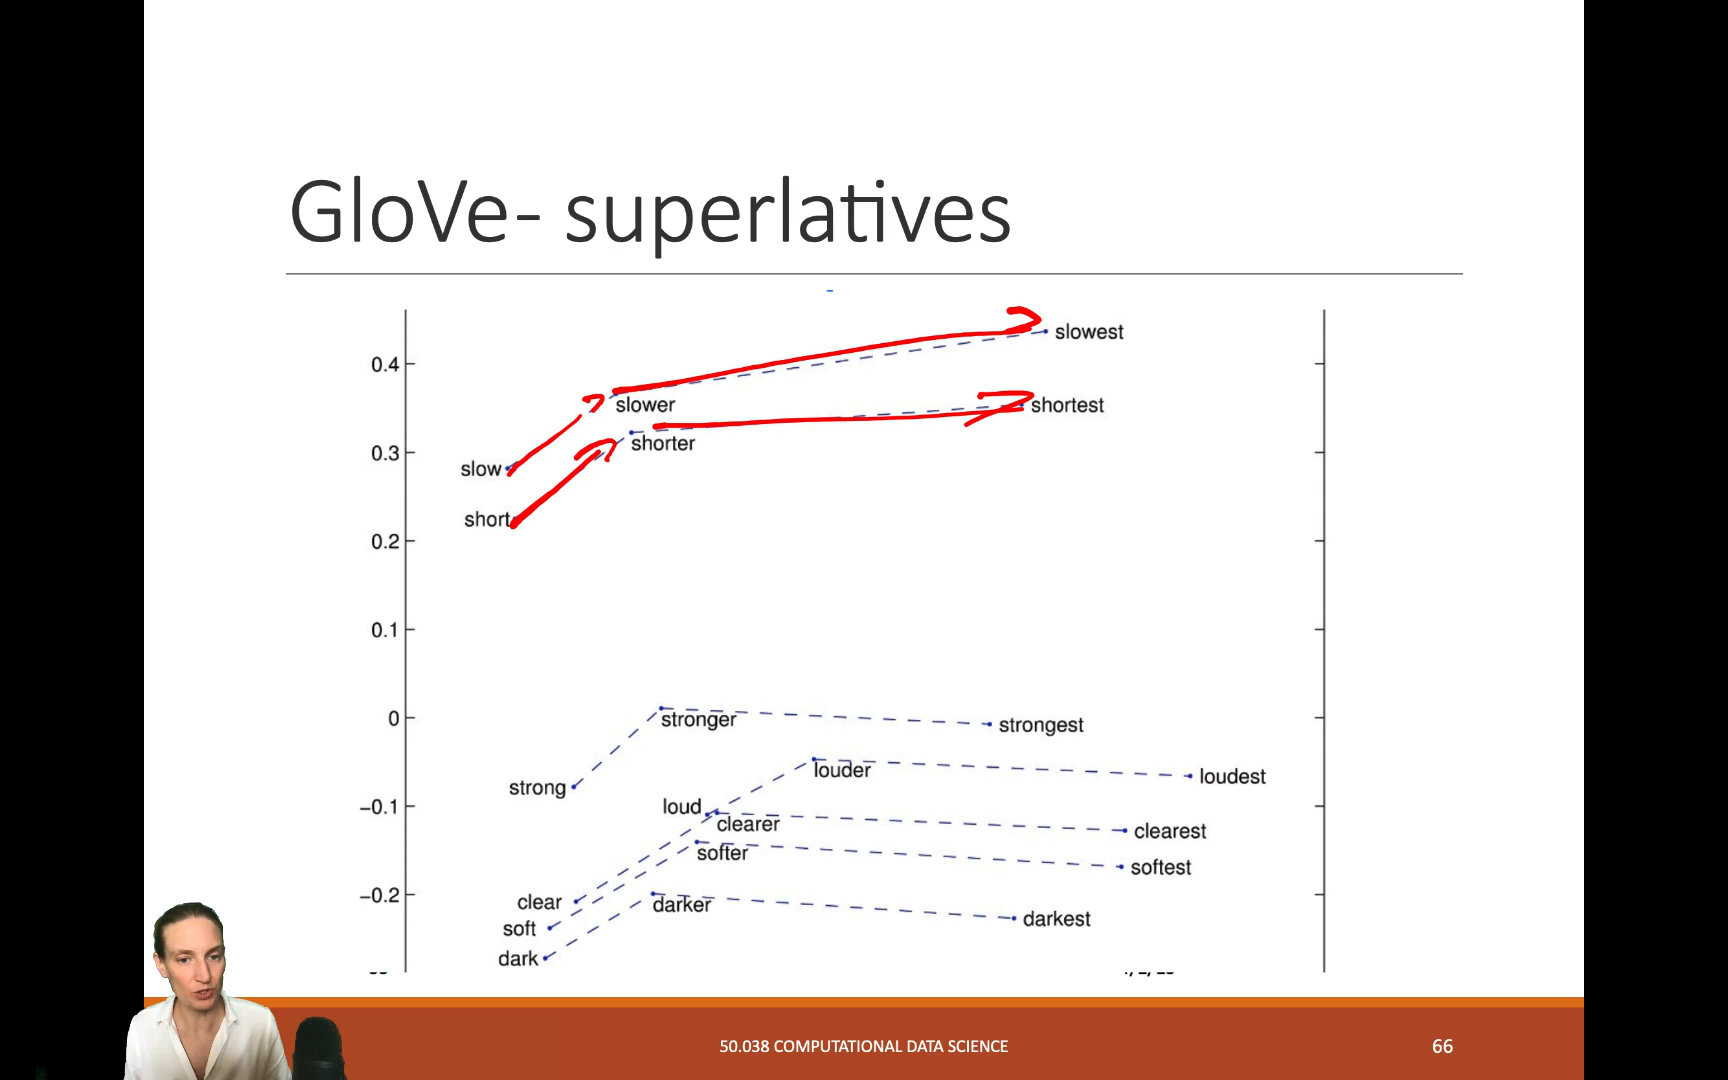 GloVe- superlatives
slowest
0.4
slower
shortest
shorter
0.3
slow
short
0.2
0.1
0
stronger
strongest
strong
louder
loudest
−0.1
loud
clearer
clearest
softer
softest
−0.2
clear
darker
darkest
soft
dark
50.038 COMPUTATIONAL DATA SCIENCE
66